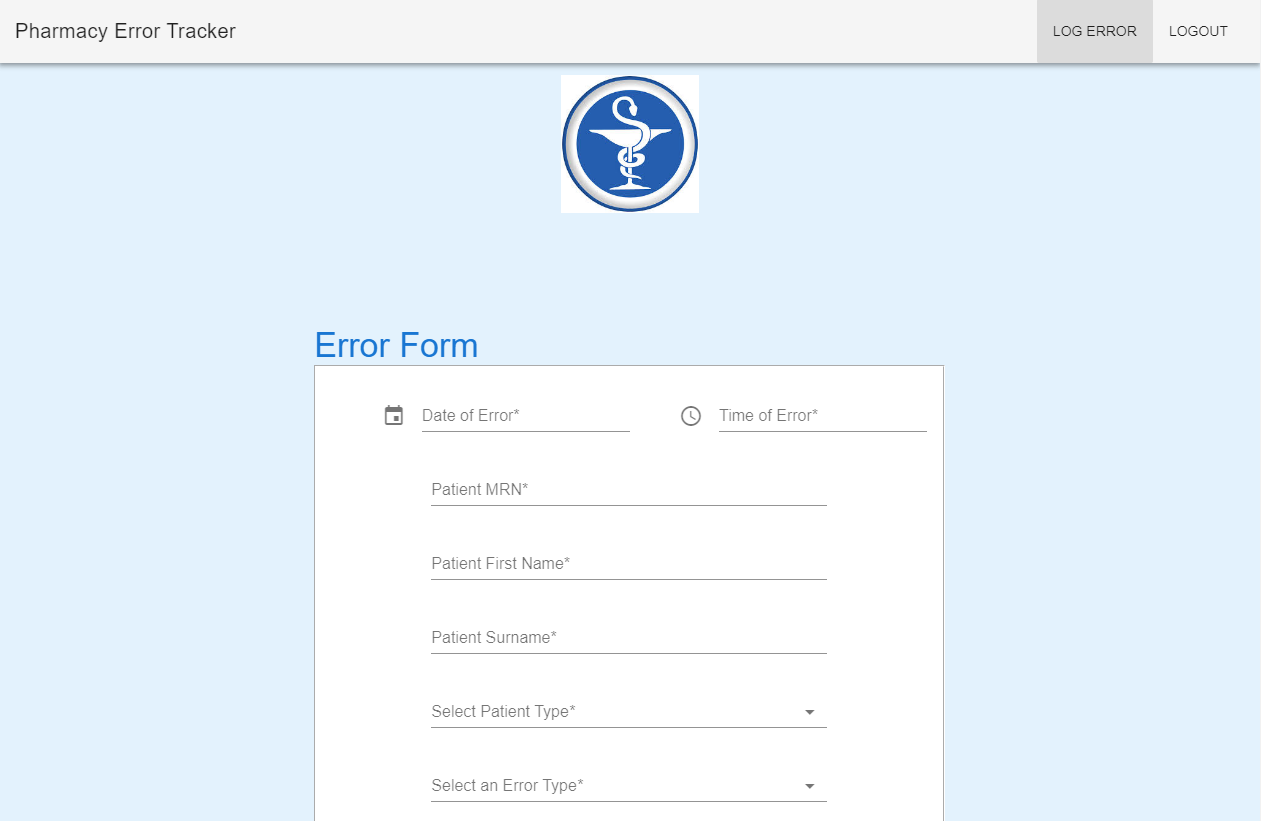 Pharmacy Error Tracker
LOG ERROR
LOGOUT
Error Form
Date of Error*
Time of Error*
Patient MRN*
Patient First Name*
Patient Surname*
Select Patient Type*
Select an Error Type*